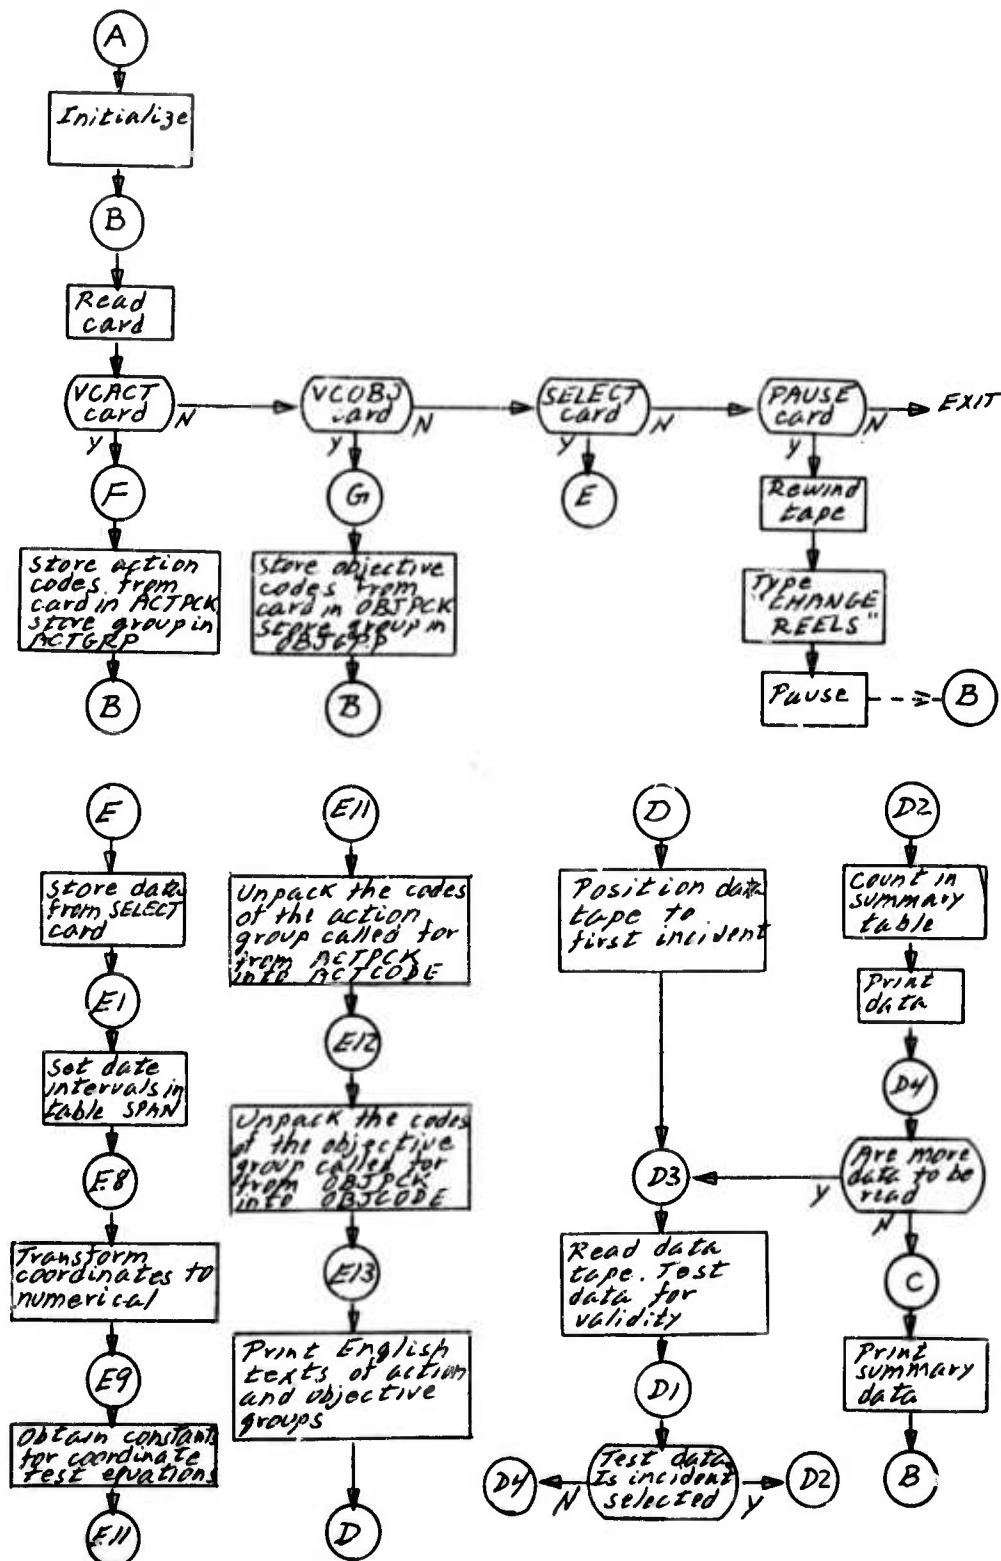 A
Initialize
B
Read
card
VCACT
card
N
Y
VCOBJ
card
N
Y
SELECT
card
N
Y
PAUSE
card
N
Y
EXIT
F
Store action
codes from
card in ACTPCK
store group in
ACTGRP
B
G
Store objective
codes from
card in OBJPCK
store group in
OBJGPP
B
E
Rewind
tape
Type
"CHANGE
REELS"
Pause
B
E
Store data
from SELECT
card
E1
Set date
intervals in
table SPAN
E8
Transform
coordinates to
numerical
E9
Obtain constants
for coordinate
test equations
E11
E11
Unpack the codes
of the action
group called for
from ACTPCK
into ACTCODE
E12
Unpack the codes
of the objective
group called for
from OBJPCK
into OBJCODE
E13
Print English
texts of action
and objective
groups
D
D
Position data
tape to
first incident
D3
Read data
tape. Test
data for
validity
D1
Test data
Is incident
selected
N
Y
D4
D2
D2
Count in
summary
table
Print
data
D4
Are more
data to be
read
Y
N
C
Print
summary
data
B